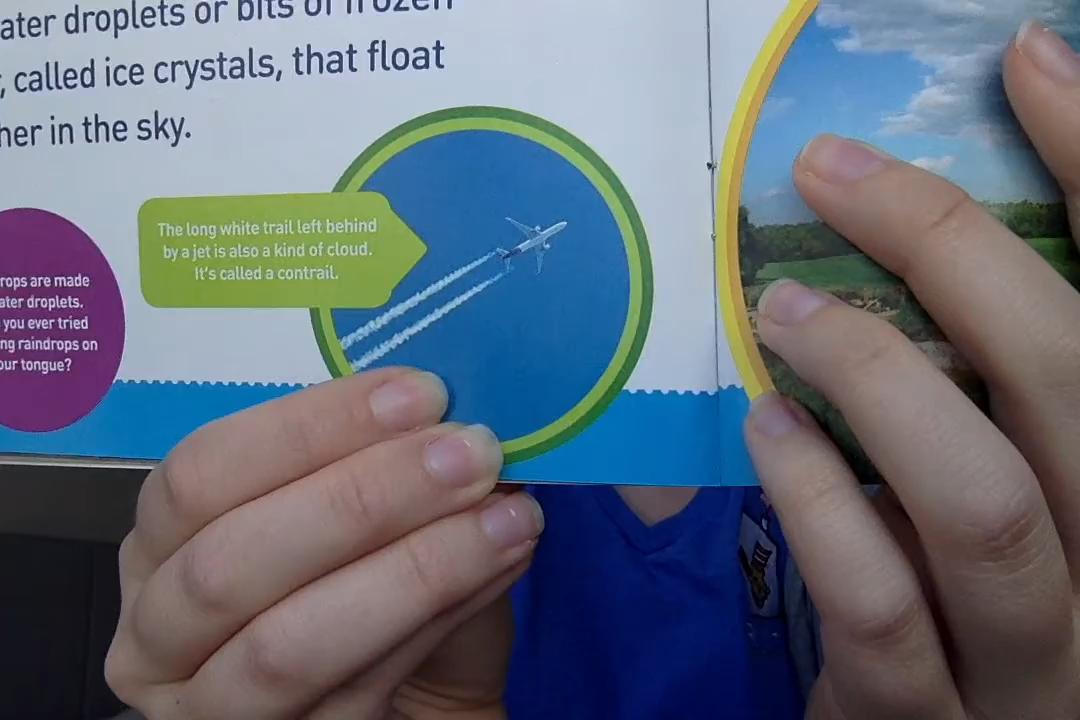 ater droplets or bits of frozen
, called ice crystals, that float
her in the sky.
The long white trail left behind
by a jet is also a kind of cloud.
It's called a contrail.
rops are made
ater droplets.
you ever tried
ng raindrops on
our tongue?